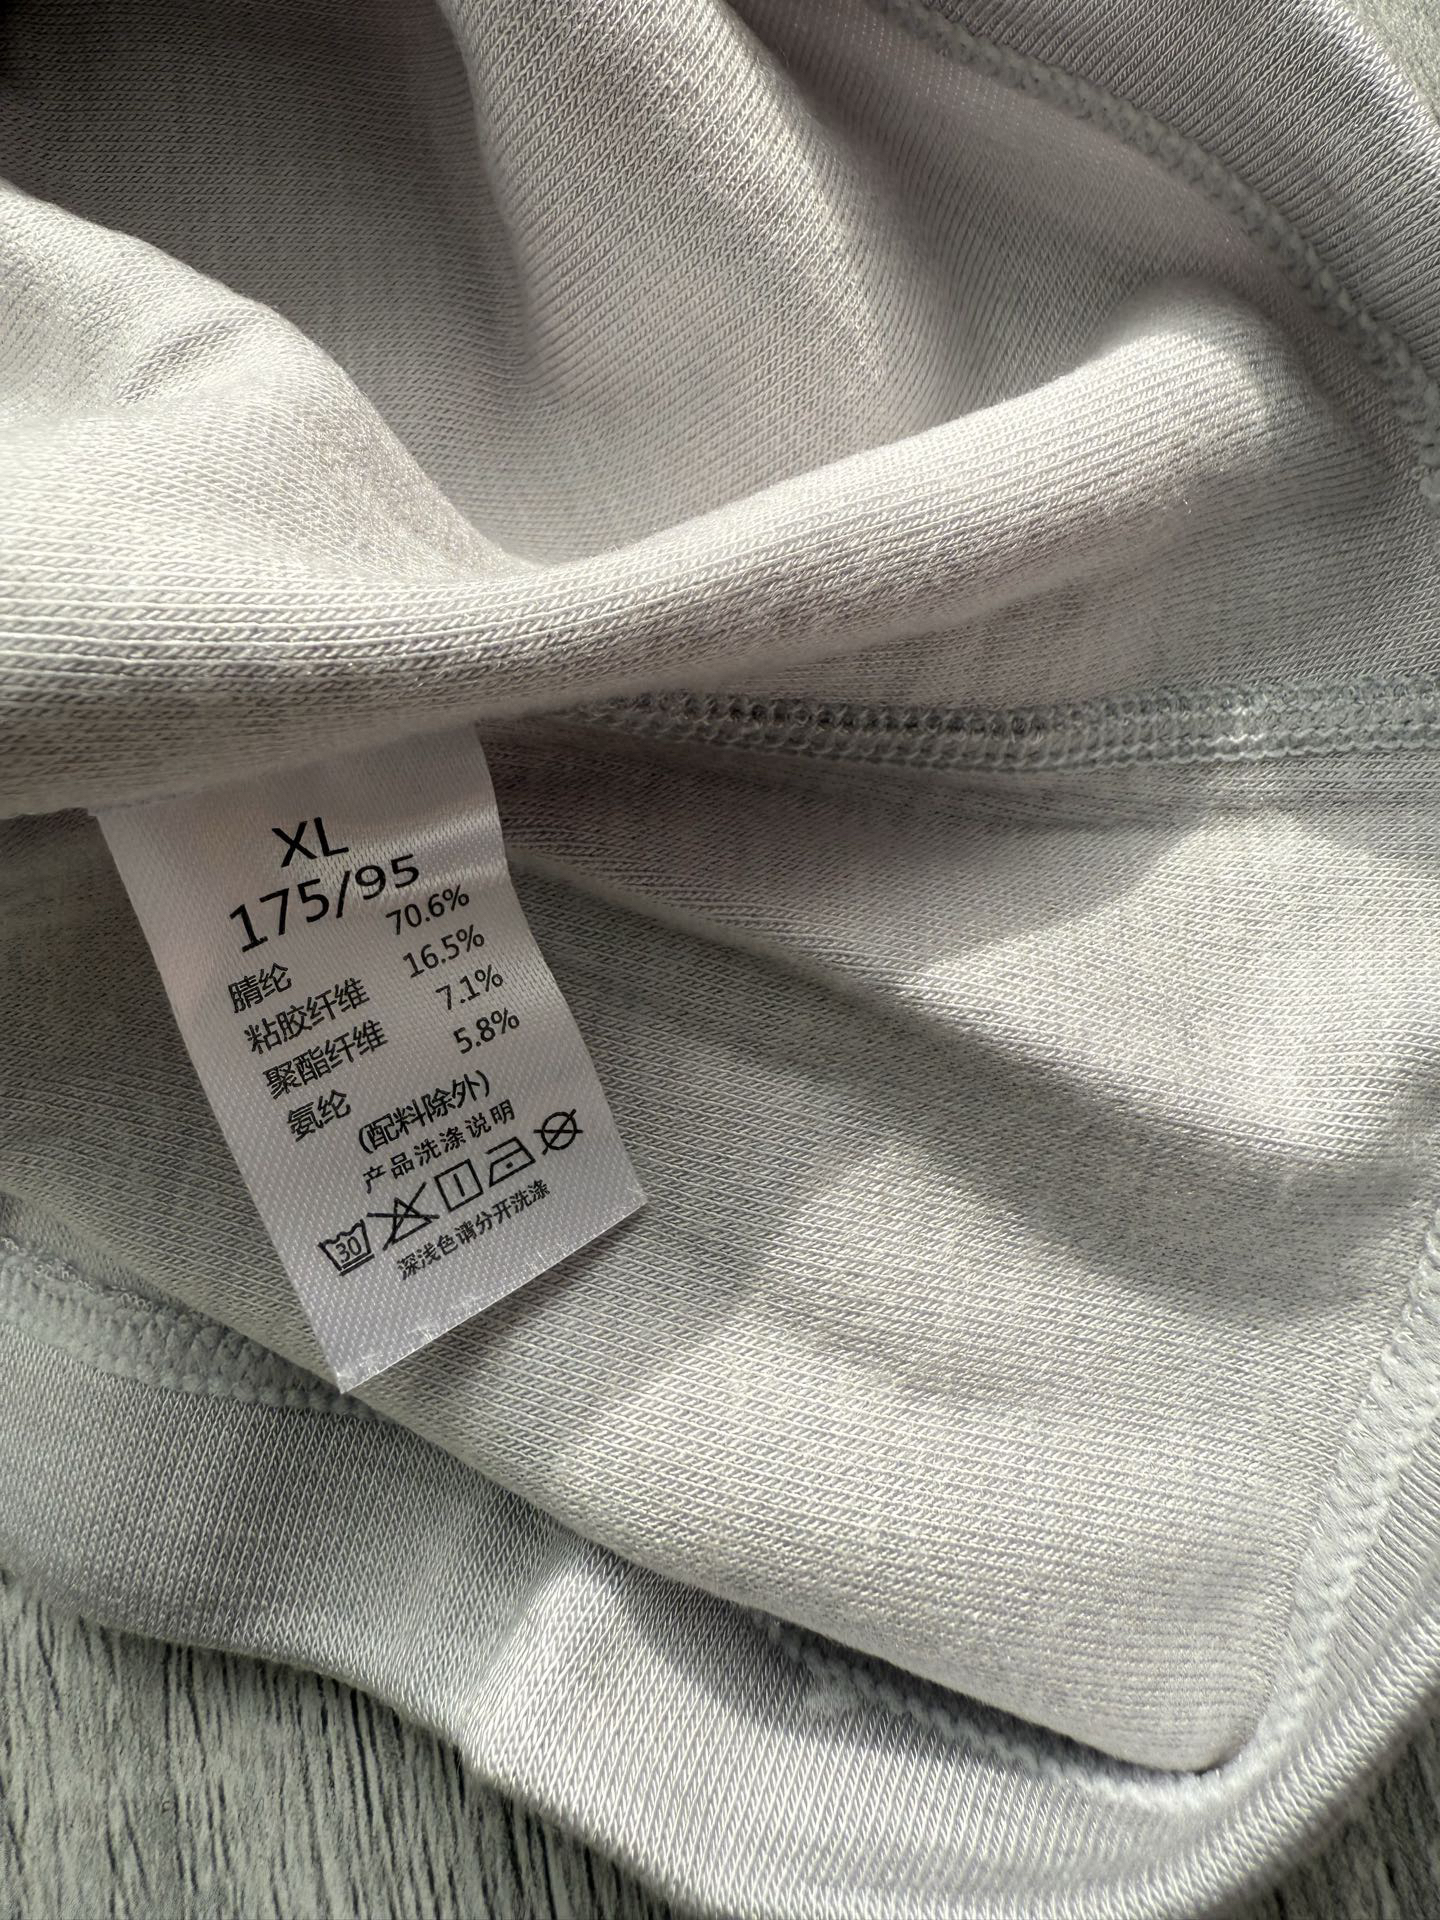 XL
175/95
腈纶 70.6%
粘胶纤维 16.5%
聚酯纤维 7.1%
氨纶 5.8%
(配料除外)
产品洗涤说明
30
深浅色请分开洗涤